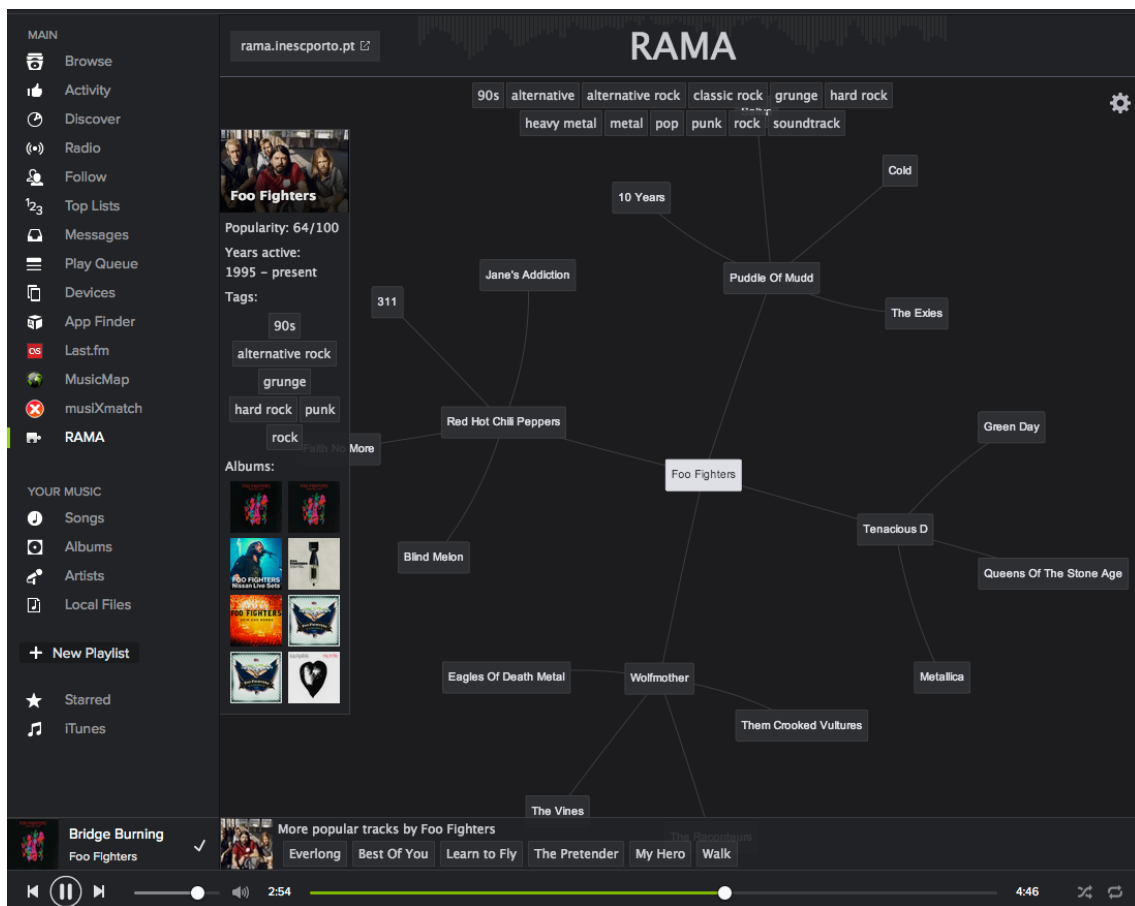 MAIN
Browse
Activity
Discover
Radio
Follow
Top Lists
Messages
Play Queue
Devices
App Finder
Last.fm
MusicMap
musiXmatch
RAMA
YOUR MUSIC
Songs
Albums
Artists
Local Files
+ New Playlist
Starred
iTunes
Bridge Burning
Foo Fighters
rama.inescporto.pt
RAMA
90s alternative alternative rock classic rock grunge hard rock
heavy metal metal pop punk rock soundtrack
Foo Fighters
Popularity: 64/100
Years active:
1995 – present
Tags:
90s
alternative rock
grunge
hard rock punk
rock
Albums:
FOO FIGHTERS
Nissan Live Sets
FOO FIGHTERS
Cold
10 Years
Puddle Of Mudd
Jane's Addiction
311
The Exies
Red Hot Chili Peppers
Green Day
Faith No More
Foo Fighters
Tenacious D
Blind Melon
Queens Of The Stone Age
Eagles Of Death Metal
Wolfmother
Metallica
Them Crooked Vultures
The Vines
The Raconteurs
More popular tracks by Foo Fighters
Everlong Best Of You Learn to Fly The Pretender My Hero Walk
2:54
4:46